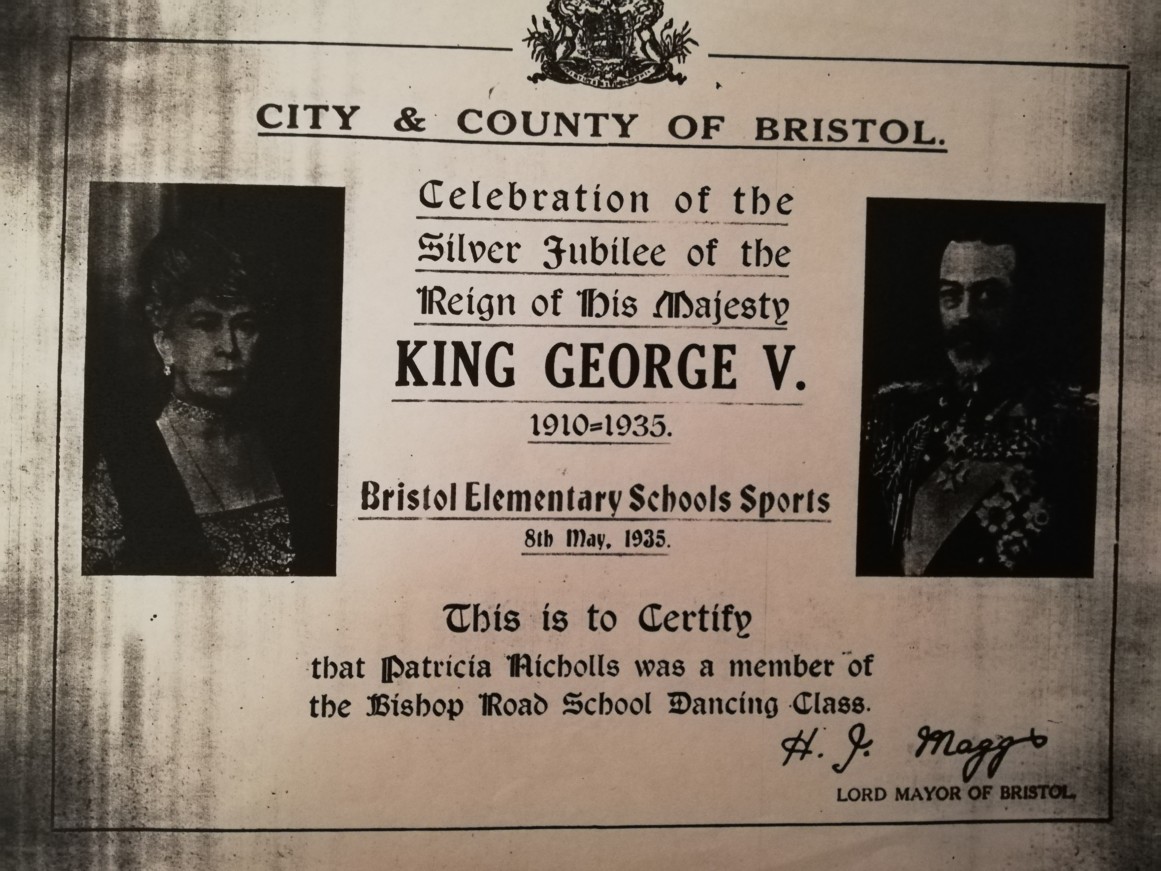 CITY & COUNTY OF BRISTOL.
Celebration of the
Silver Jubilee of the
Reign of His Majesty
KING GEORGE V.
1910=1935.
Bristol Elementary Schools Sports
8th May, 1935.
This is to Certify
that Patricia Nicholls was a member of
the Bishop Road School Dancing Class.
H. J. Maggs
LORD MAYOR OF BRISTOL.